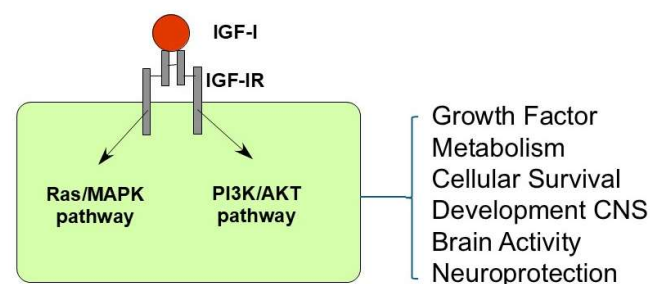 IGF-I
IGF-IR
Ras/MAPK
pathway
PI3K/AKT
pathway
Growth Factor
Metabolism
Cellular Survival
Development CNS
Brain Activity
Neuroprotection